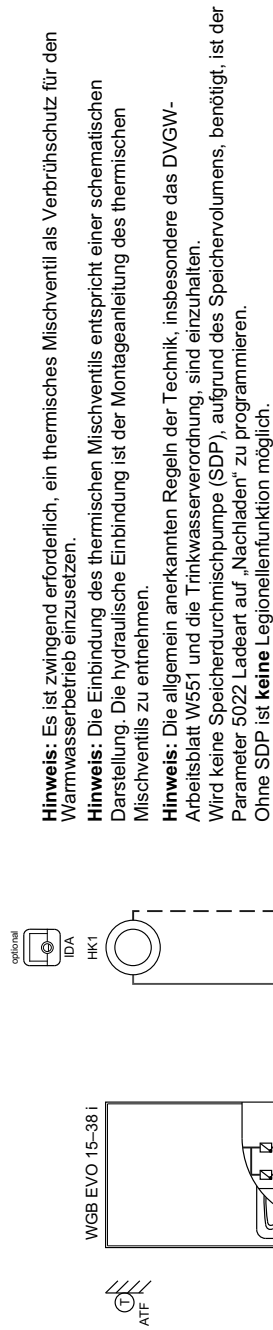 Hinweis: Es ist zwingend erforderlich, ein thermisches Mischventil als Verbrühschutz für den
Warmwasserbetrieb einzusetzen.
Hinweis: Die Einbindung des thermischen Mischventils entspricht einer schematischen
Darstellung. Die hydraulische Einbindung ist der Montageanleitung des thermischen
Mischventils zu entnehmen.
Hinweis: Die allgemein anerkannten Regeln der Technik, insbesondere das DVGW-
Arbeitsblatt W551 und die Trinkwasserverordnung, sind einzuhalten.
Wird keine Speicherdurchmischpumpe (SDP), aufgrund des Speichervolumens, benötigt, ist der
Parameter 5022 Ladeart auf „Nachladen“ zu programmieren.
Ohne SDP ist keine Legionellenfunktion möglich.
optional
IDA
HK1
WGB EVO 15–38 i
T
ATF